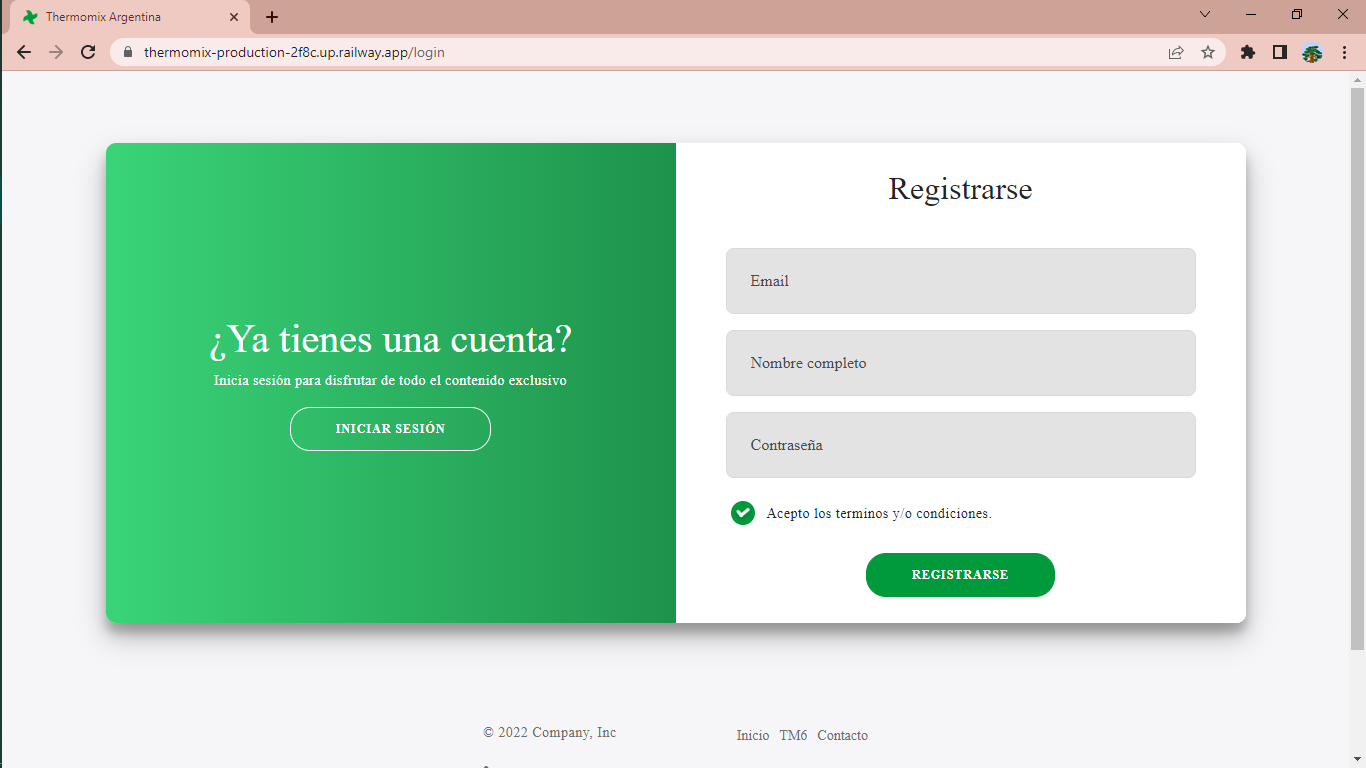 Thermomix Argentina
thermomix-production-2f8c.up.railway.app/login
¿Ya tienes una cuenta?
Inicia sesión para disfrutar de todo el contenido exclusivo
INICIAR SESIÓN
Registrarse
Email
Nombre completo
Contraseña
Acepto los terminos y/o condiciones.
REGISTRARSE
© 2022 Company, Inc
Inicio TM6 Contacto